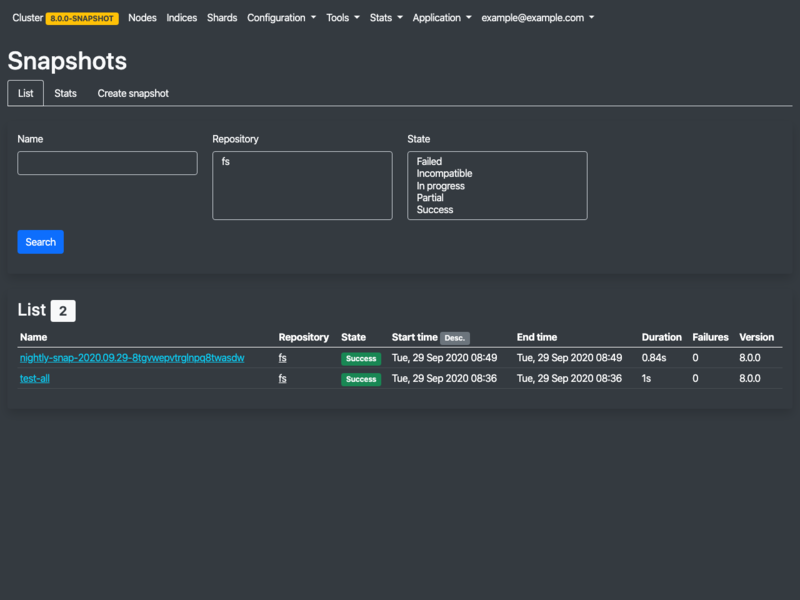 Cluster 8.0.0-SNAPSHOT Nodes Indices Shards Configuration Tools Stats Application example@example.com
Snapshots
List Stats Create snapshot
Name Repository State
fs
Failed
Incompatible
In progress
Partial
Success
Search
List 2
Name Repository State Start time Desc. End time Duration Failures Version
nightly-snap-2020.09.29-8tgvwepvtrglnpq8twasdw fs Success Tue, 29 Sep 2020 08:49 Tue, 29 Sep 2020 08:49 0.84s 0 8.0.0
test-all fs Success Tue, 29 Sep 2020 08:36 Tue, 29 Sep 2020 08:36 1s 0 8.0.0